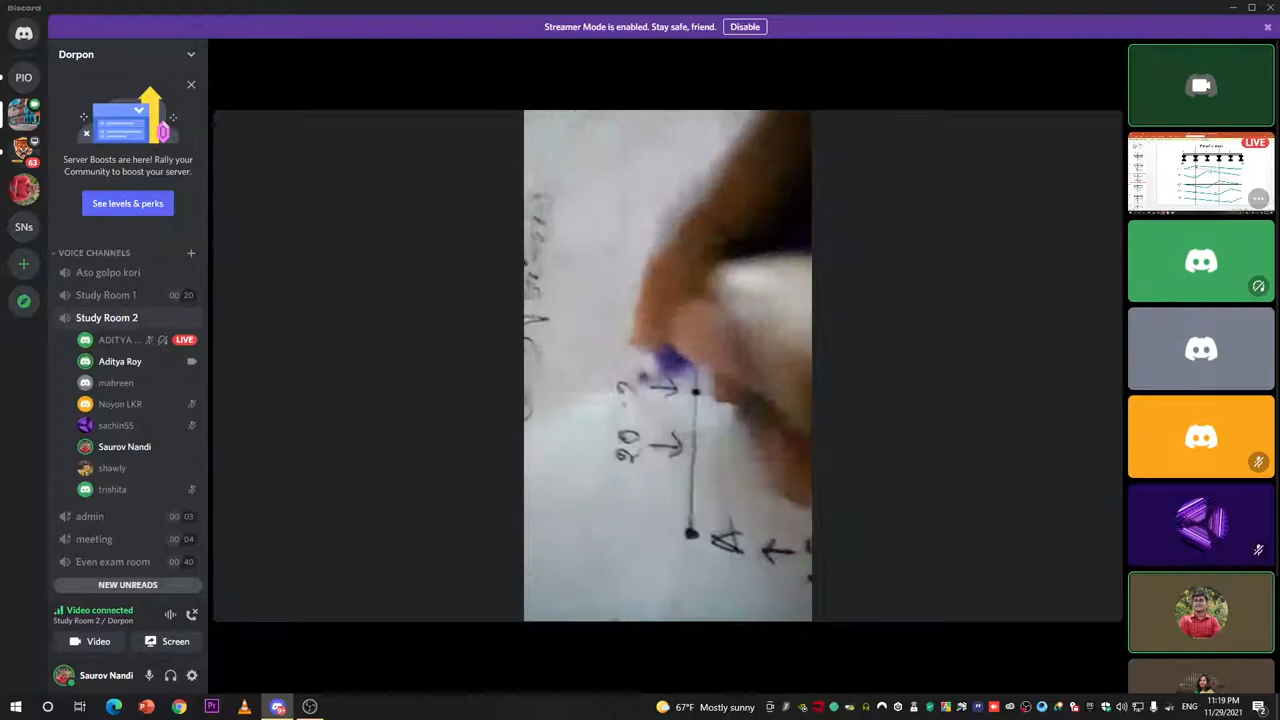 Discord
Streamer Mode is enabled. Stay safe, friend.
Disable
Dorpon
Server Boosts are here! Rally your
Community to boost your server.
See levels & perks
VOICE CHANNELS
Aso golpo kori
Study Room 1
00 20
Study Room 2
ADITYA ...
LIVE
Aditya Roy
mahreen
Noyon LKR
sachin55
Saurov Nandi
shawly
trishita
admin
00 03
meeting
00 04
Even exam room
00 40
NEW UNREADS
Video connected
Study Room 2 / Dorpon
Video
Screen
Saurov Nandi
PIO
63
SNs
20
A
LIVE
67°F Mostly sunny
ENG
11:19 PM
11/29/2021
2